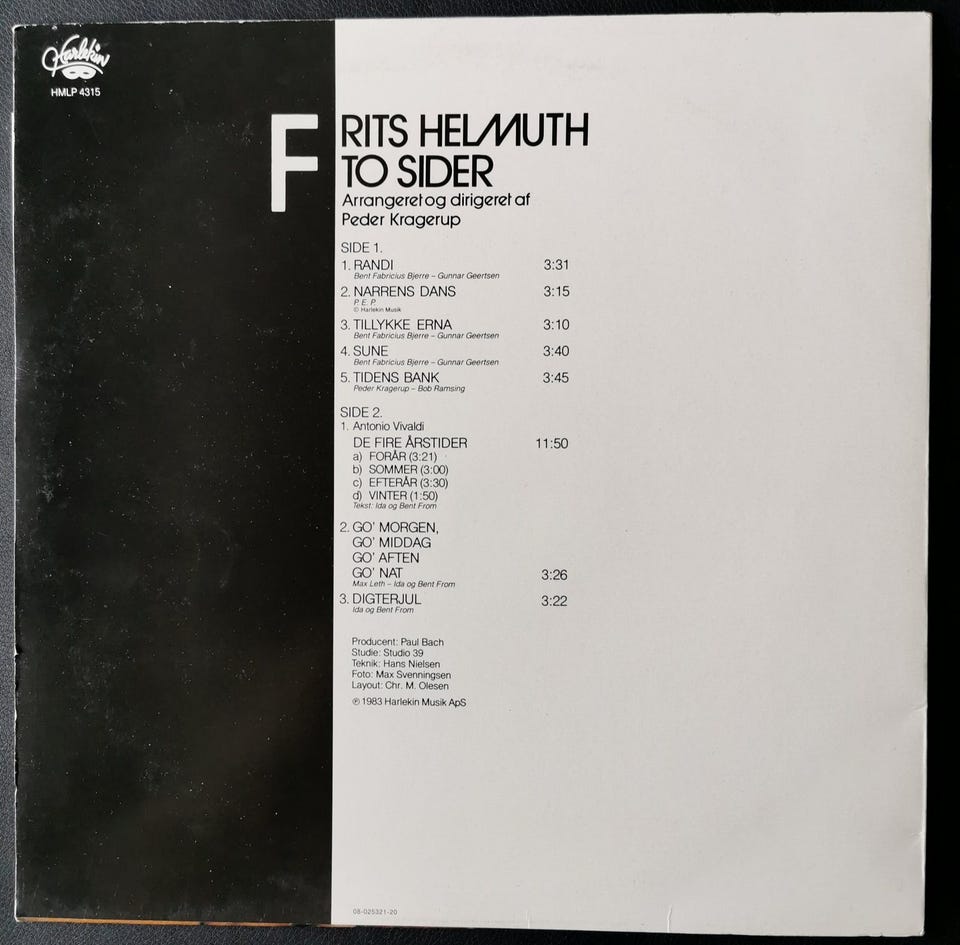 Harlekin
HMLP 4315
FRITS HELMUTH
TO SIDER
Arrangeret og dirigeret af
Peder Kragerup
SIDE 1.
1. RANDI 3:31
Bent Fabricius Bjerre – Gunnar Geertsen
2. NARRENS DANS 3:15
P. E. P.
© Harlekin Musik
3. TILLYKKE ERNA 3:10
Bent Fabricius Bjerre – Gunnar Geertsen
4. SUNE 3:40
Bent Fabricius Bjerre – Gunnar Geertsen
5. TIDENS BANK 3:45
Peder Kragerup – Bob Ramsing
SIDE 2.
1. Antonio Vivaldi
DE FIRE ÅRSTIDER 11:50
a) FORÅR (3:21)
b) SOMMER (3:00)
c) EFTERÅR (3:30)
d) VINTER (1:50)
Tekst: Ida og Bent From
2. GO' MORGEN,
GO' MIDDAG
GO' AFTEN
GO' NAT 3:26
Max Leth – Ida og Bent From
3. DIGTERJUL 3:22
Ida og Bent From
Producent: Paul Bach
Studie: Studio 39
Teknik: Hans Nielsen
Foto: Max Svenningsen
Layout: Chr. M. Olesen
℗ 1983 Harlekin Musik ApS
08-025321-20